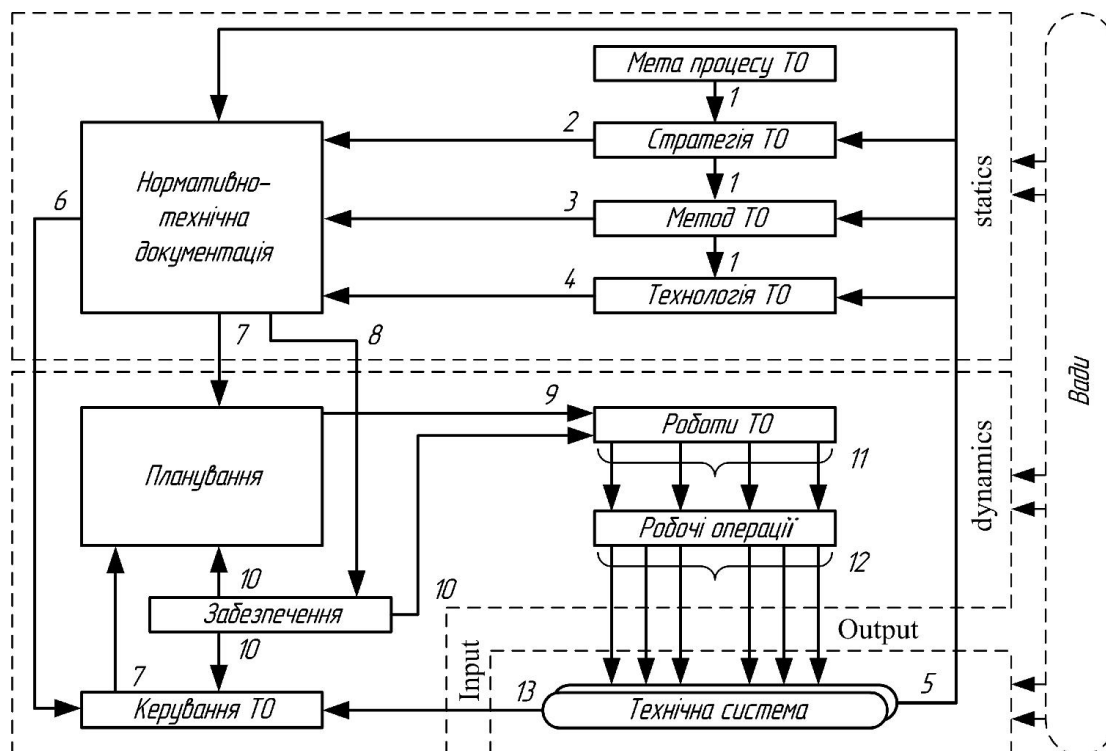 Мета процесу ТО
1
2
Стратегія ТО
Нормативно-
технічна
документація
1
6
3
Метод ТО
statics
1
4
Технологія ТО
7
8
Вади
9
Роботи ТО
Планування
11
dynamics
Робочі операції
10
12
Забезпечення
10
10
Output
Input
7
Керування ТО
13
Технічна система
5